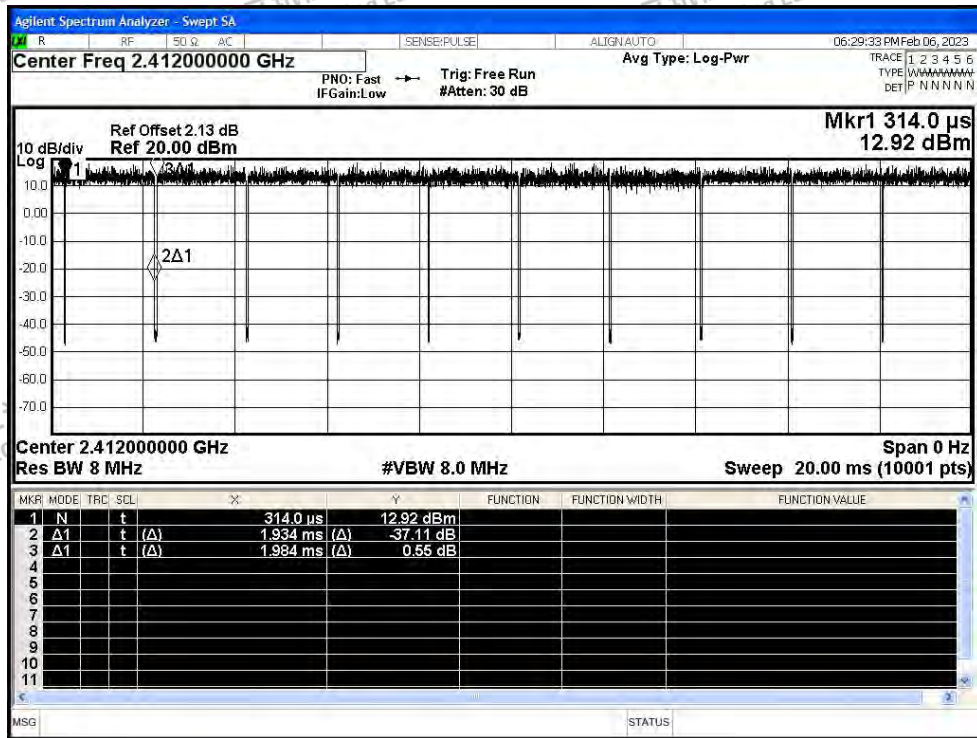 Agilent Spectrum Analyzer - Swept SA
R RF 50 Ω AC SENSE:PULSE ALIGN AUTO 06:29:33 PM Feb 06, 2023
Center Freq 2.412000000 GHz Avg Type: Log-Pwr TRACE 1 2 3 4 5 6
PNO: Fast Trig: Free Run TYPE WWWWWW
IFGain:Low #Atten: 30 dB DET P N N N N N
Ref Offset 2.13 dB Mkr1 314.0 µs
10 dB/div Ref 20.00 dBm 12.92 dBm
Log
1 3Δ1
10.0
0.00
-10.0
2Δ1
-20.0
-30.0
-40.0
-50.0
-60.0
-70.0
Center 2.412000000 GHz Span 0 Hz
Res BW 8 MHz #VBW 8.0 MHz Sweep 20.00 ms (10001 pts)
MKR MODE TRC SCL X Y FUNCTION FUNCTION WIDTH FUNCTION VALUE
1 N t 314.0 µs 12.92 dBm
2 Δ1 t (Δ) 1.934 ms (Δ) -37.11 dB
3 Δ1 t (Δ) 1.984 ms (Δ) 0.55 dB
4
5
6
7
8
9
10
11
MSG STATUS